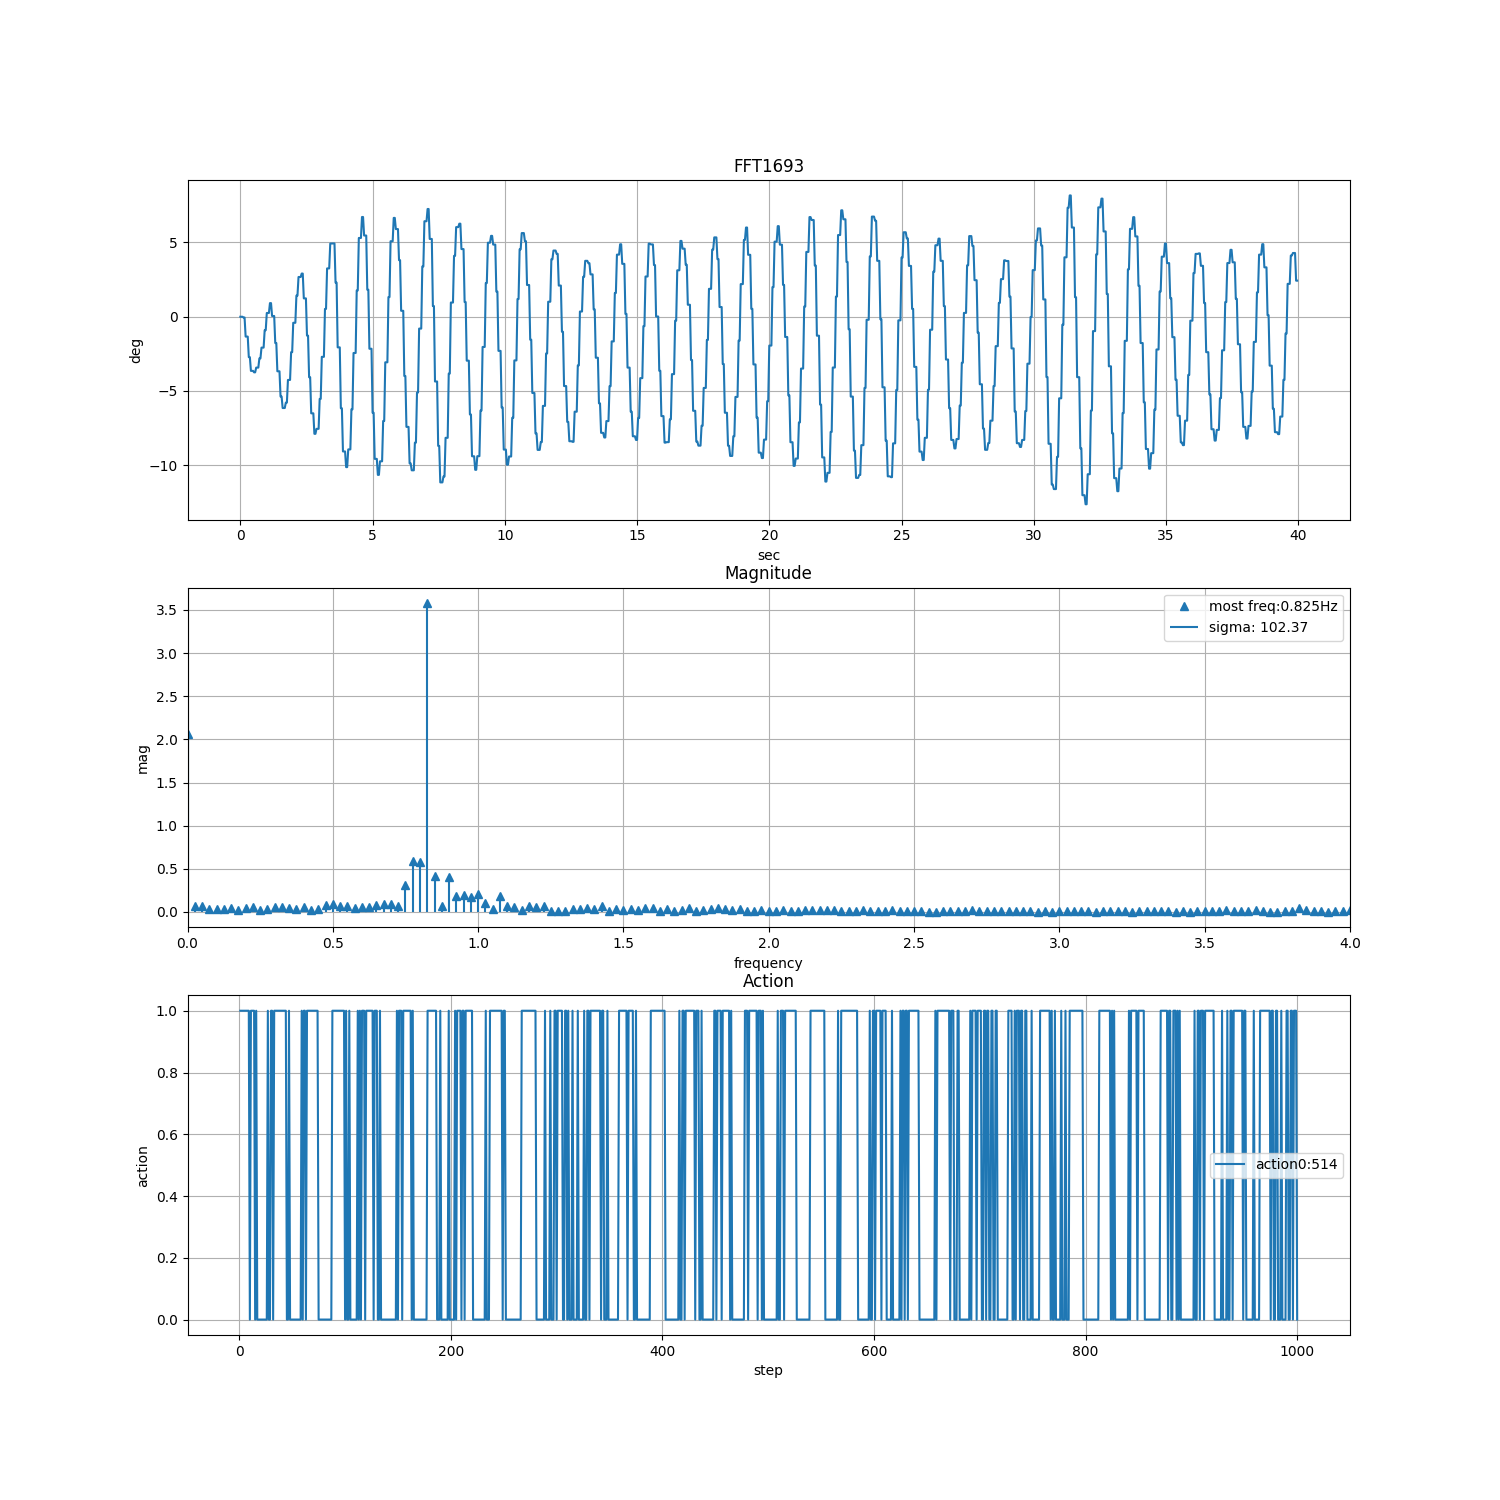 FFT1693
5
0
−5
−10
deg
0 5 10 15 20 25 30 35 40
sec
Magnitude
3.5
3.0
2.5
2.0
1.5
1.0
0.5
0.0
mag
most freq:0.825Hz
sigma: 102.37
0.0 0.5 1.0 1.5 2.0 2.5 3.0 3.5 4.0
frequency
Action
1.0
0.8
0.6
0.4
0.2
0.0
action
action0:514
0 200 400 600 800 1000
step